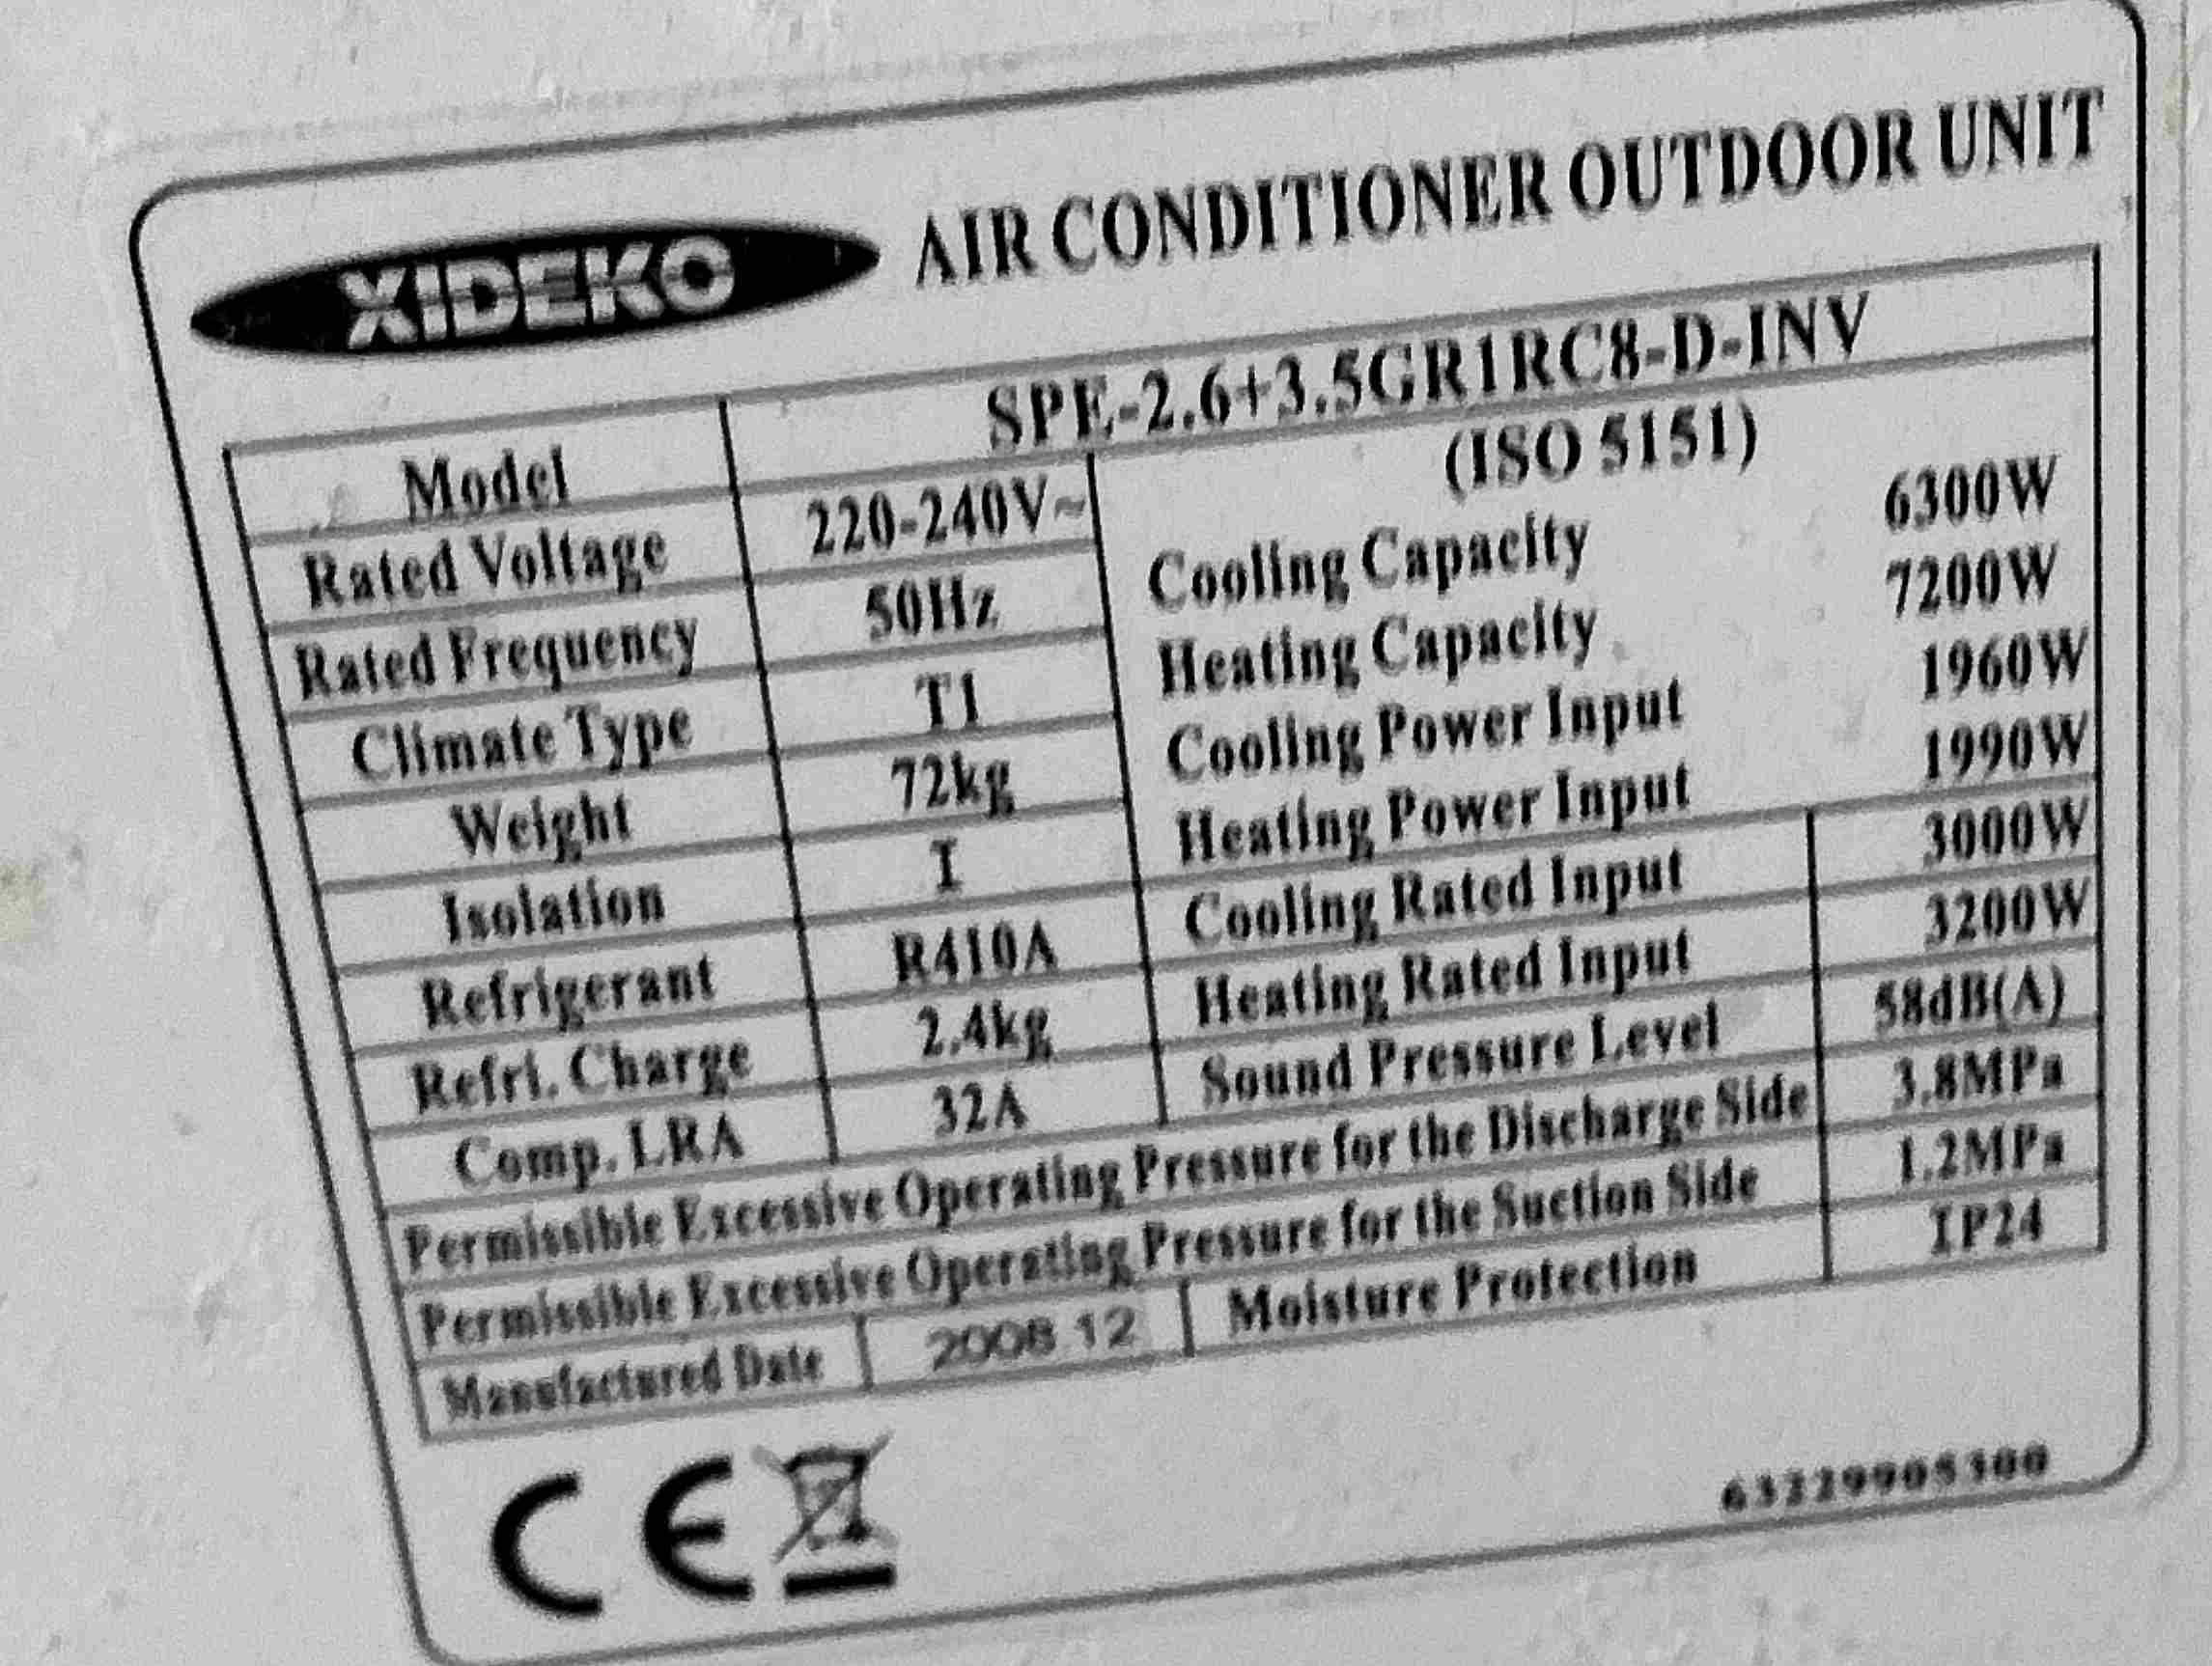 XIDEKO AIR CONDITIONER OUTDOOR UNIT
Model SPE-2.6+3.5GR1RC8-D-INV
Rated Voltage 220-240V~ (ISO 5151)
Rated Frequency 50Hz Cooling Capacity 6300W
Climate Type T1 Heating Capacity 7200W
Weight 72kg Cooling Power Input 1960W
Isolation I Heating Power Input 1990W
Refrigerant R410A Cooling Rated Input 3000W
Refri. Charge 2.4kg Heating Rated Input 3200W
Comp. LRA 32A Sound Pressure Level 58dB(A)
Permissible Excessive Operating Pressure for the Discharge Side 3.8MPa
Permissible Excessive Operating Pressure for the Suction Side 1.2MPa
Manufactured Date 2008 12 Moisture Protection IP24
CE